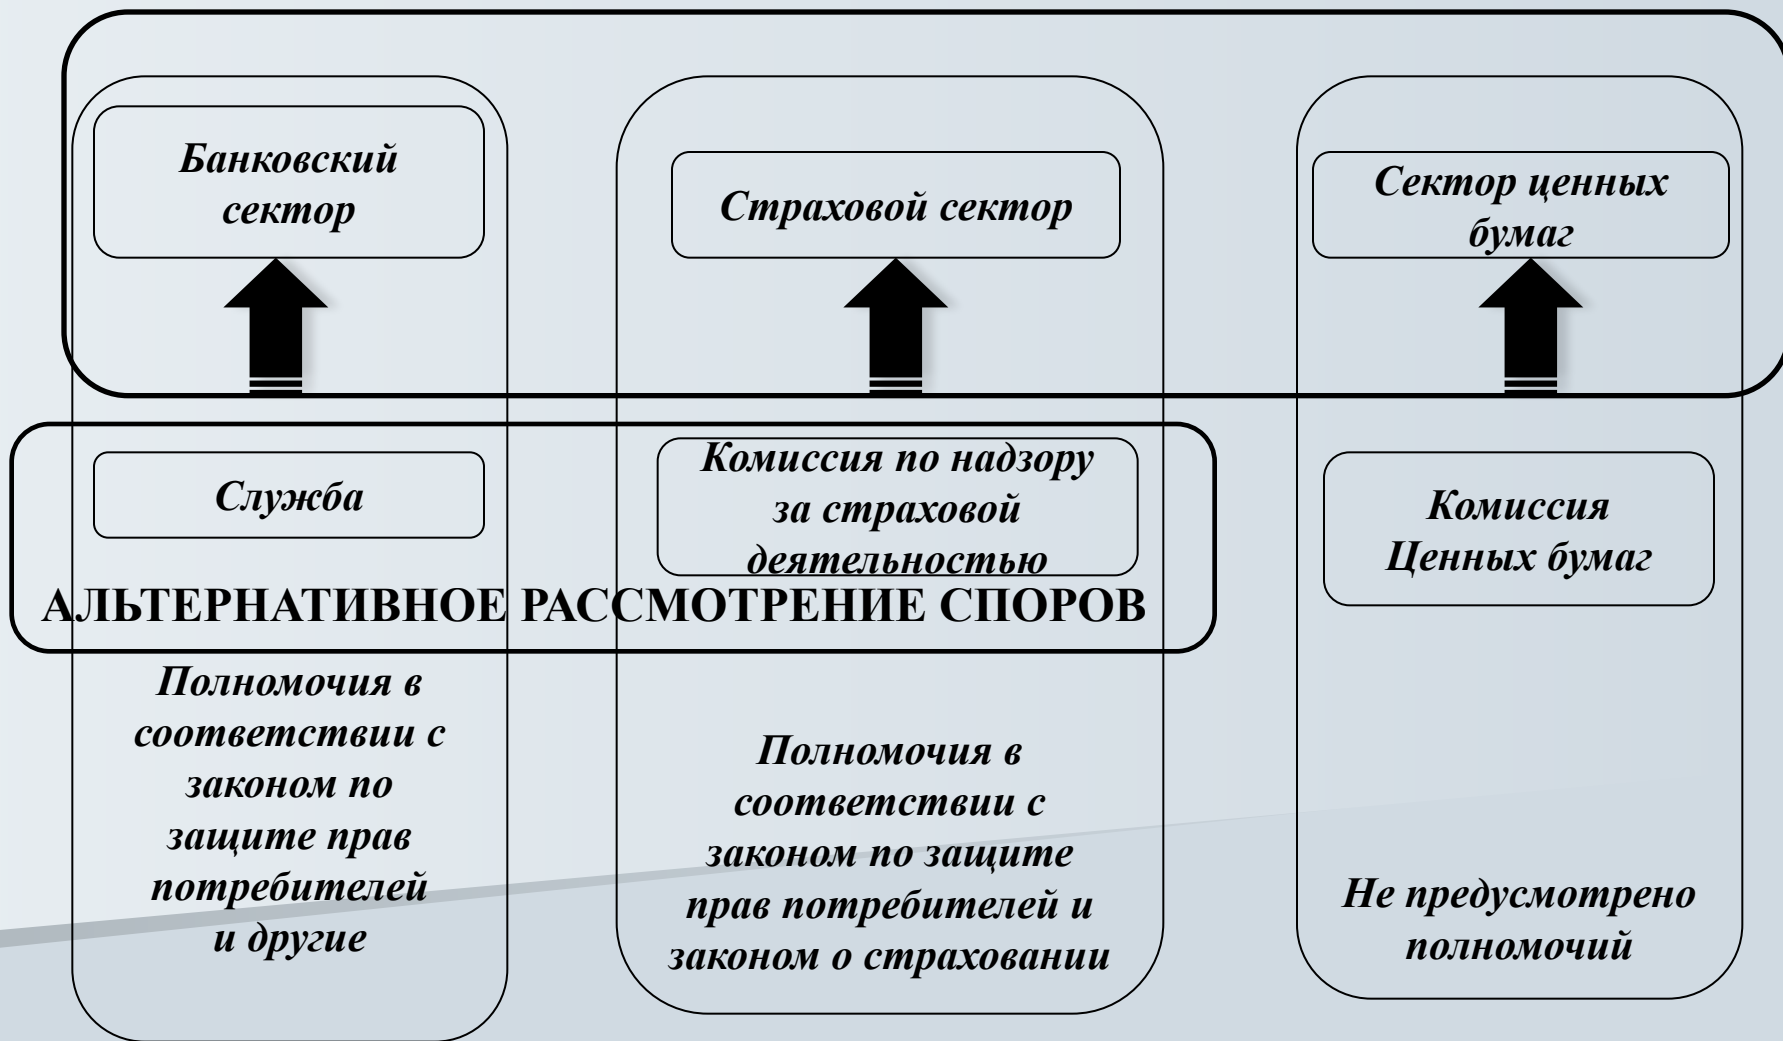 Банковский
сектор
Страховой сектор
Сектор ценных
бумаг
Служба
Комиссия по надзору
за страховой
деятельностью
Комиссия
Ценных бумаг
АЛЬТЕРНАТИВНОЕ РАССМОТРЕНИЕ СПОРОВ
Полномочия в
соответствии с
законом по
защите прав
потребителей
и другие
Полномочия в
соответствии с
законом по защите
прав потребителей и
законом о страховании
Не предусмотрено
полномочий